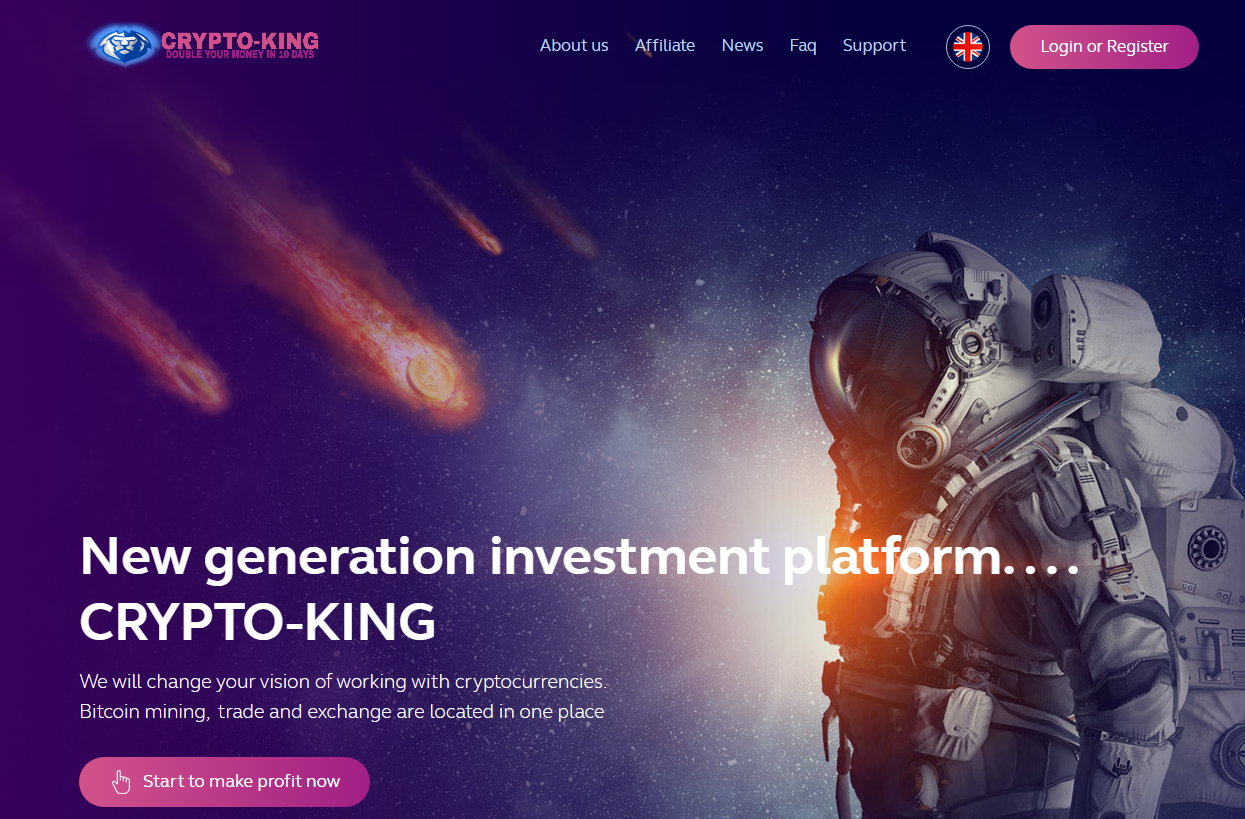 CRYPTO-KING
DOUBLE YOUR MONEY IN 10 DAYS
About us
Affiliate
News
Faq
Support
Login or Register
New generation investment platform....
CRYPTO-KING
We will change your vision of working with cryptocurrencies.
Bitcoin mining, trade and exchange are located in one place
Start to make profit now